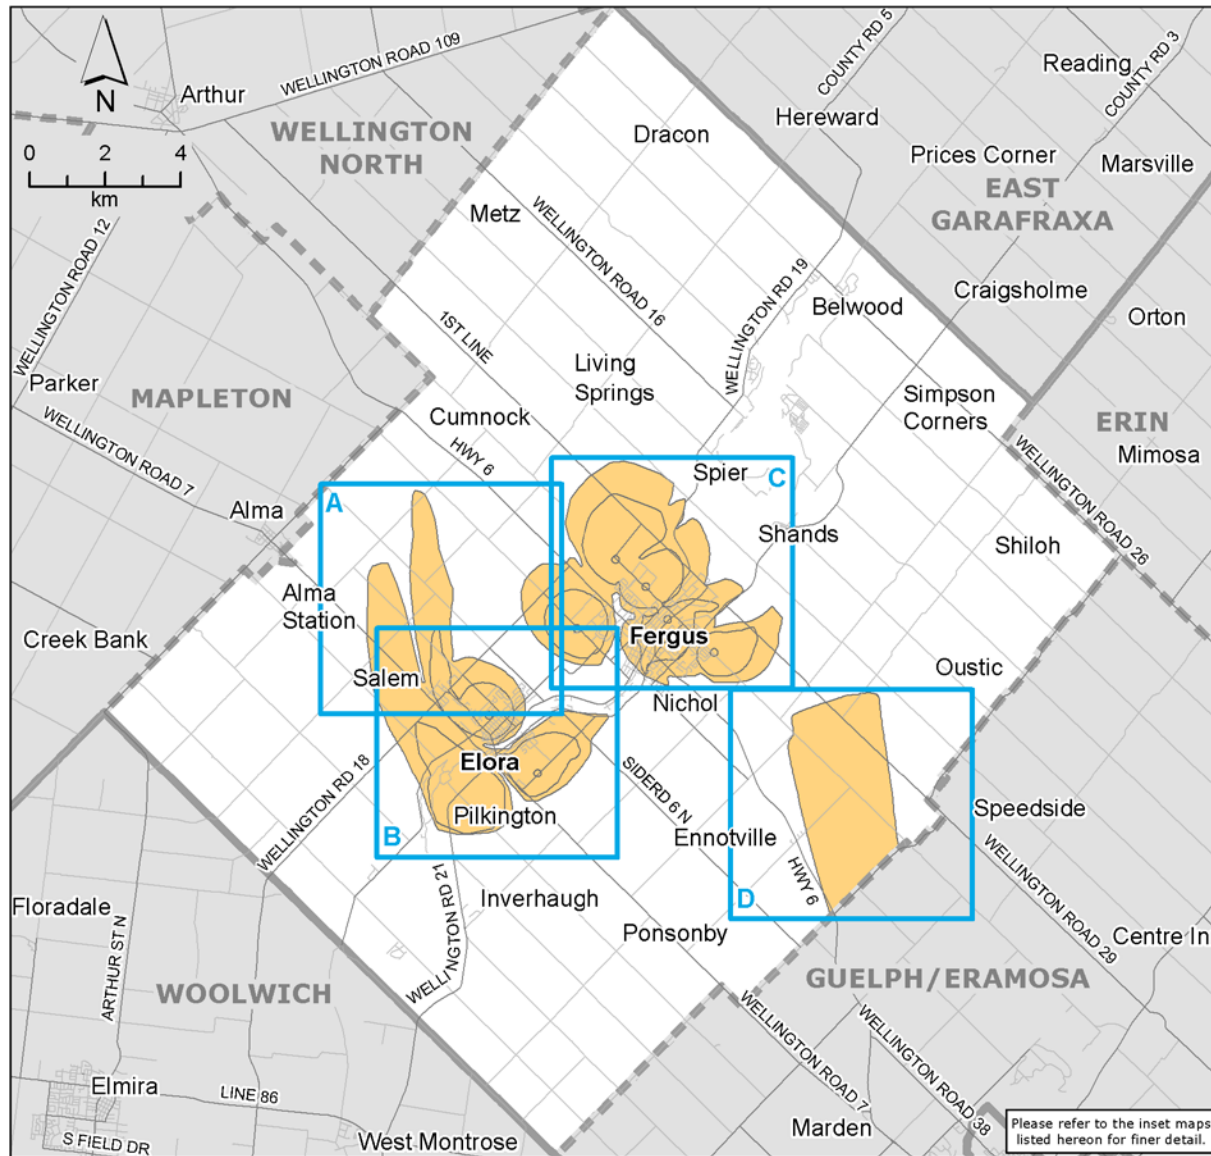 WELLINGTON ROAD 109
COUNTY RD 5
Reading
COUNTY RD 3
N
Arthur
WELLINGTON
NORTH
Dracon
Hereward
Prices Corner
Marsville
EAST
GARAFRAXA
0 2 4
km
Metz
WELLINGTON ROAD 16
WELLINGTON ROAD 12
WELLINGTON RD 19
Belwood
Craigsholme
Orton
1ST LINE
Living
Springs
Parker
MAPLETON
Cumnock
Simpson
Corners
ERIN
Mimosa
WELLINGTON ROAD 7
HWY 6
WELLINGTON ROAD 26
Spier
C
A
Alma
Shands
Shiloh
Alma
Station
Creek Bank
Fergus
Oustic
Salem
Nichol
Elora
WELLINGTON RD 18
SIDERD 6 N
Pilkington
Speedside
B
Ennotville
HWY 6
WELLINGTON ROAD 29
D
Inverhaugh
Floradale
WELLINGTON RD 21
Ponsonby
Centre In
ARTHUR ST N
WOOLWICH
GUELPH/ERAMOSA
WELLINGTON ROAD 7
WELLINGTON ROAD 38
Elmira
LINE 86
S FIELD DR
West Montrose
Marden
Please refer to the inset maps
listed hereon for finer detail.